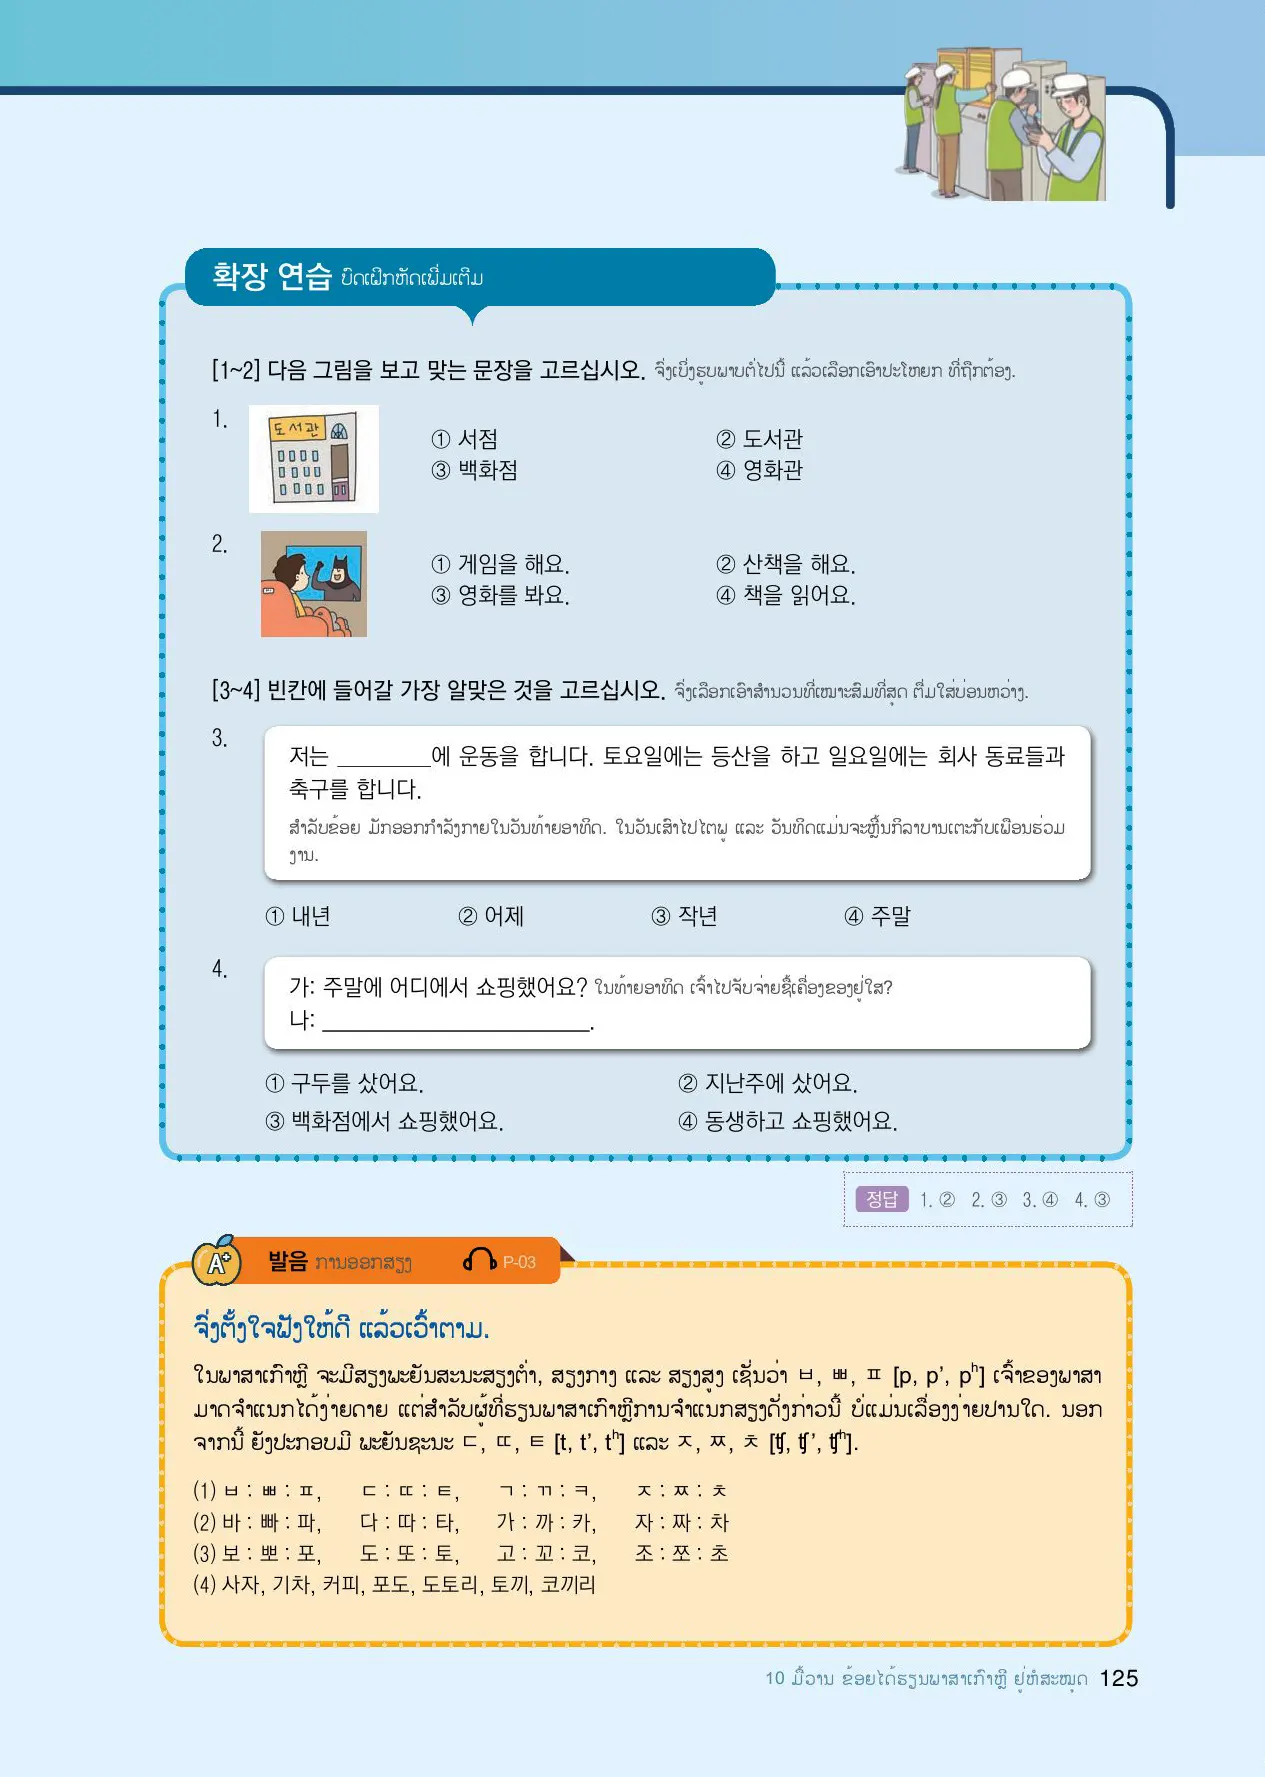 확장 연습 ບົດເຝິກຫັດເພີ່ມເຕີມ
[1~2] 다음 그림을 보고 맞는 문장을 고르십시오. ຈົ່ງເບິ່ງຮູບພາບຕໍ່ໄປນີ້ ແລ້ວເລືອກເອົາປະໂຫຍກ ທີ່ຖືກຕ້ອງ.
1.
도서관
① 서점 ② 도서관
③ 백화점 ④ 영화관
2.
① 게임을 해요. ② 산책을 해요.
③ 영화를 봐요. ④ 책을 읽어요.
[3~4] 빈칸에 들어갈 가장 알맞은 것을 고르십시오. ຈົ່ງເລືອກເອົາສຳນວນທີ່ເໝາະສົມທີ່ສຸດ ຕື່ມໃສ່ບ່ອນຫວ່າງ.
3.
저는 ________에 운동을 합니다. 토요일에는 등산을 하고 일요일에는 회사 동료들과
축구를 합니다.
ສຳລັບຂ້ອຍ ມັກອອກກຳລັງກາຍໃນວັນທ້າຍອາທິດ. ໃນວັນເສົາໄປໄຕພູ ແລະ ວັນທິດແມ່ນຈະຫຼິ້ນກິລາບານເຕະກັບເພືອນຮ່ວມ
ງານ.
① 내년 ② 어제 ③ 작년 ④ 주말
4.
가: 주말에 어디에서 쇼핑했어요? ໃນທ້າຍອາທິດ ເຈົ້າໄປຈັບຈ່າຍຊື້ເຄື່ອງຂອງຢູ່ໃສ?
나: ________________________.
① 구두를 샀어요. ② 지난주에 샀어요.
③ 백화점에서 쇼핑했어요. ④ 동생하고 쇼핑했어요.
정답 1. ② 2. ③ 3. ④ 4. ③
A+ 발음 ການອອກສຽງ P-03
ຈົ່ງຕັ້ງໃຈຟັງໃຫ້ດີ ແລ້ວເວົ້າຕາມ.
ໃນພາສາເກົາຫຼີ ຈະມີສຽງພະຍັນສະນະສຽງຕ່ຳ, ສຽງກາງ ແລະ ສຽງສູງ ເຊັ່ນວ່າ ㅂ, ㅃ, ㅍ [p, p’, pʰ] ເຈົ້າຂອງພາສາ
ມາດຈຳແນກໄດ້ງ່າຍດາຍ ແຕ່ສຳລັບຜູ້ທີ່ຮຽນພາສາເກົາຫຼີການຈຳແນກສຽງດັ່ງກ່າວນີ້ ບໍ່ແມ່ນເລື່ອງງ່າຍປານໃດ. ນອກ
ຈາກນີ້ ຍັງປະກອບມີ ພະຍັນຊະນະ ㄷ, ㄸ, ㅌ [t, t’, tʰ] ແລະ ㅈ, ㅉ, ㅊ [ʧ, ʧ’, ʧʰ].
(1) ㅂ : ㅃ : ㅍ, ㄷ : ㄸ : ㅌ, ㄱ : ㄲ : ㅋ, ㅈ : ㅉ : ㅊ
(2) 바 : 빠 : 파, 다 : 따 : 타, 가 : 까 : 카, 자 : 짜 : 차
(3) 보 : 뽀 : 포, 도 : 또 : 토, 고 : 꼬 : 코, 조 : 쪼 : 초
(4) 사자, 기차, 커피, 포도, 도토리, 토끼, 코끼리
10 ມື້ວານ ຂ້ອຍໄດ້ຮຽນພາສາເກົາຫຼີ ຢູ່ຫໍສະໝຸດ 125